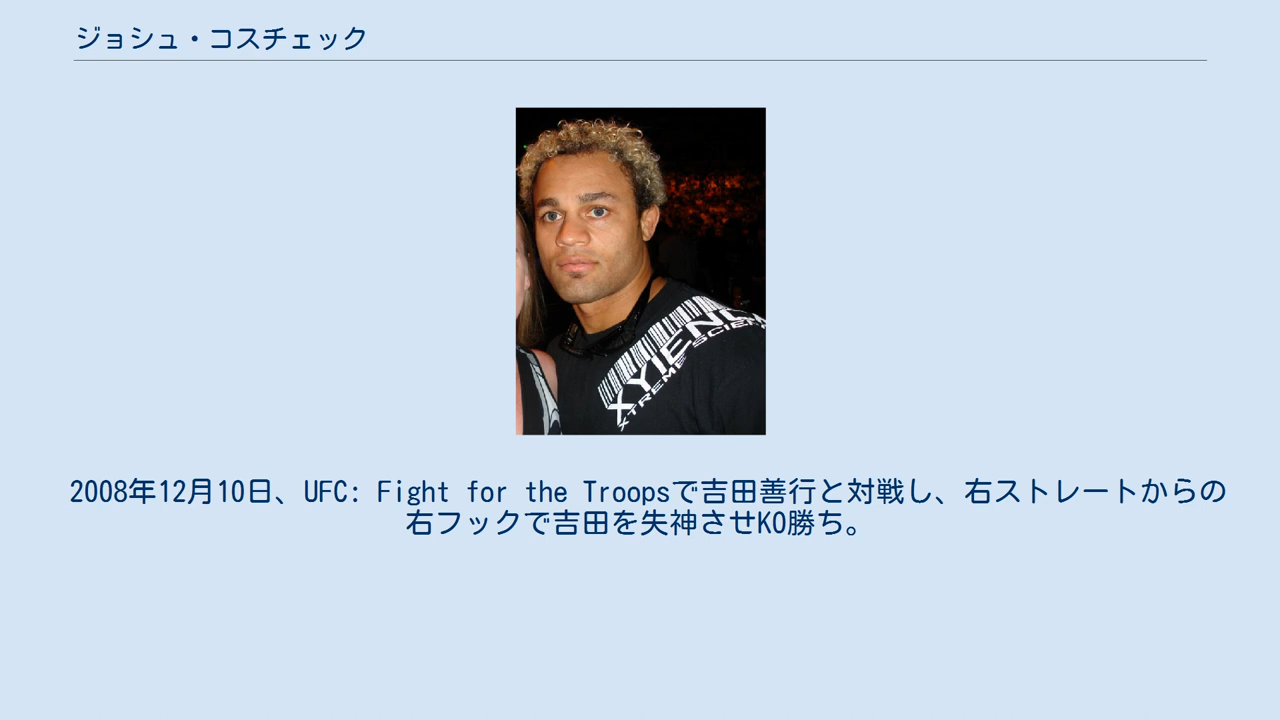 ジョシュ・コスチェック
XYIENC
XTREME SCIEN
2008年12月10日、UFC: Fight for the Troopsで吉田善行と対戦し、右ストレートからの
右フックで吉田を失神させKO勝ち。